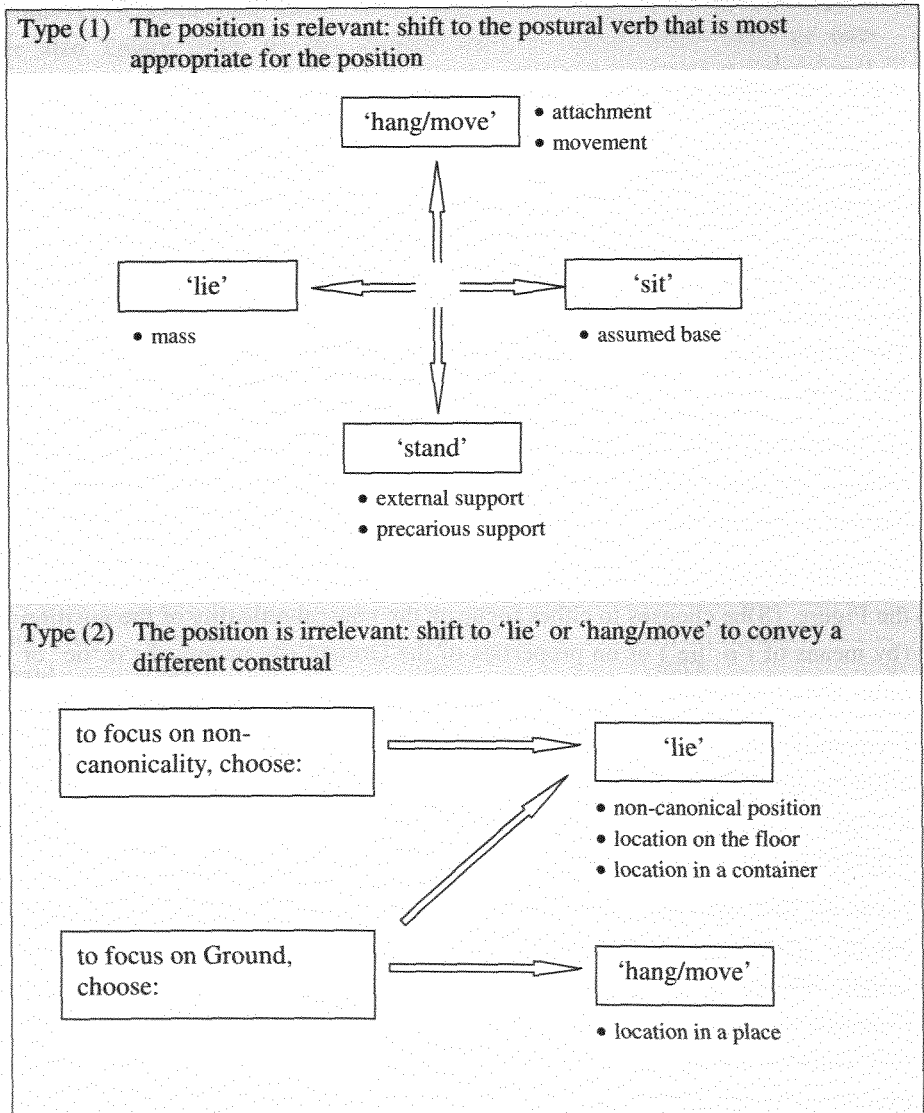 Type (1) The position is relevant: shift to the postural verb that is most
appropriate for the position
‘hang/move’
• attachment
• movement
‘lie’
• mass
‘sit’
• assumed base
‘stand’
• external support
• precarious support
Type (2) The position is irrelevant: shift to ‘lie’ or ‘hang/move’ to convey a
different construal
to focus on non-
canonicality, choose:
‘lie’
• non-canonical position
• location on the floor
• location in a container
to focus on Ground,
choose:
‘hang/move’
• location in a place